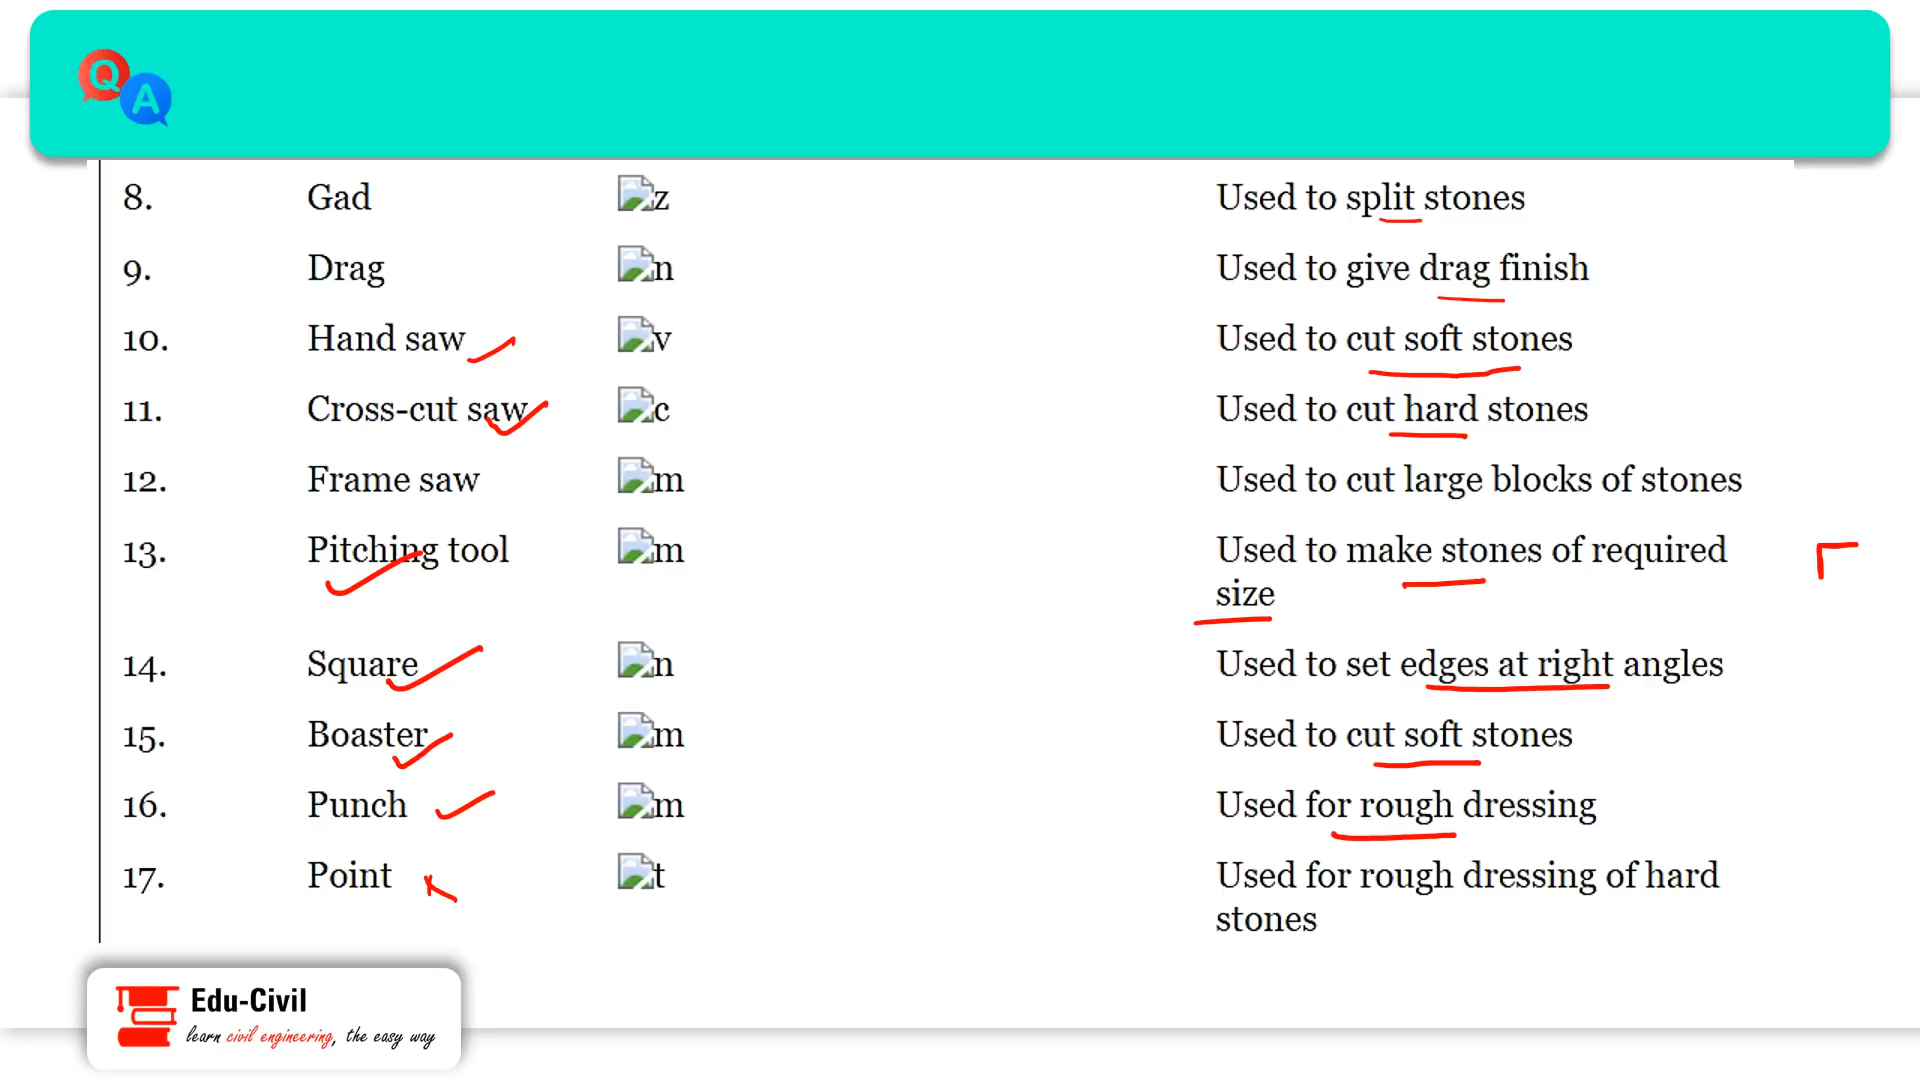 Q
A
8. Gad z Used to split stones
9. Drag n Used to give drag finish
10. Hand saw v Used to cut soft stones
11. Cross-cut saw c Used to cut hard stones
12. Frame saw m Used to cut large blocks of stones
13. Pitching tool m Used to make stones of required
size
14. Square n Used to set edges at right angles
15. Boaster m Used to cut soft stones
16. Punch m Used for rough dressing
17. Point t Used for rough dressing of hard
stones
Edu-Civil
learn civil engineering, the easy way